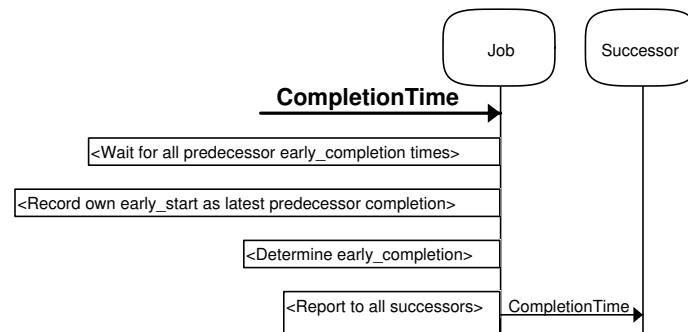 Job
Successor
CompletionTime
<Wait for all predecessor early_completion times>
<Record own early_start as latest predecessor completion>
<Determine early_completion>
<Report to all successors>
CompletionTime